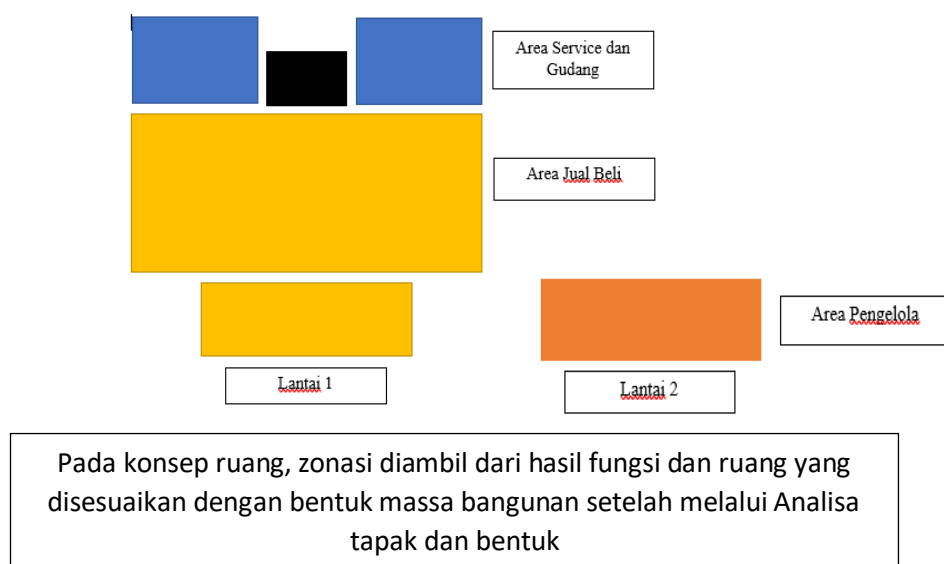 Area Service dan
Gudang
Area Jual Beli
Area Pengelola
Lantai 1
Lantai 2
Pada konsep ruang, zonasi diambil dari hasil fungsi dan ruang yang
disesuaikan dengan bentuk massa bangunan setelah melalui Analisa
tapak dan bentuk